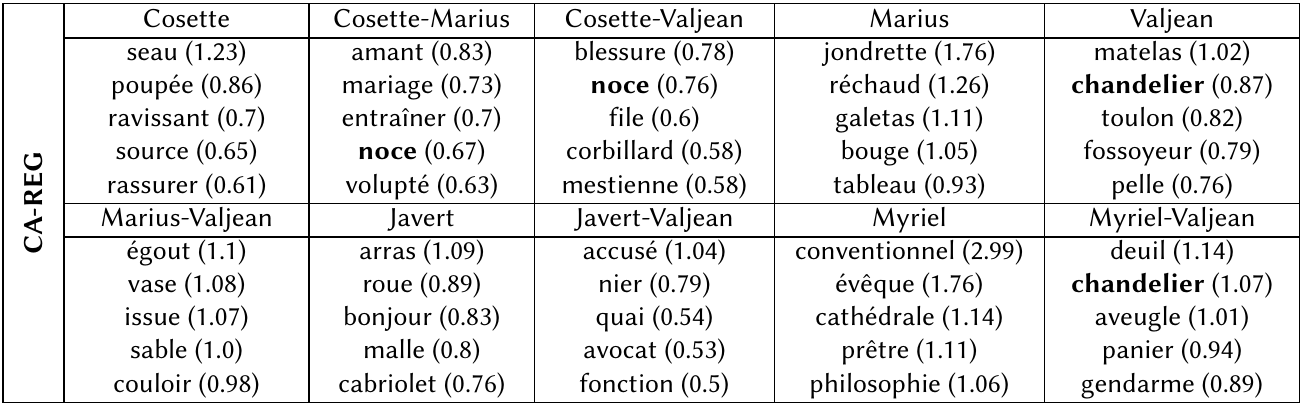 CA-REG
Cosette Cosette-Marius Cosette-Valjean Marius Valjean
seau (1.23) amant (0.83) blessure (0.78) jondrette (1.76) matelas (1.02)
poupée (0.86) mariage (0.73) noce (0.76) réchaud (1.26) chandelier (0.87)
ravissant (0.7) entraîner (0.7) file (0.6) galetas (1.11) toulon (0.82)
source (0.65) noce (0.67) corbillard (0.58) bouge (1.05) fossoyeur (0.79)
rassurer (0.61) volupté (0.63) mestienne (0.58) tableau (0.93) pelle (0.76)
Marius-Valjean Javert Javert-Valjean Myriel Myriel-Valjean
égout (1.1) arras (1.09) accusé (1.04) conventionnel (2.99) deuil (1.14)
vase (1.08) roue (0.89) nier (0.79) évêque (1.76) chandelier (1.07)
issue (1.07) bonjour (0.83) quai (0.54) cathédrale (1.14) aveugle (1.01)
sable (1.0) malle (0.8) avocat (0.53) prêtre (1.11) panier (0.94)
couloir (0.98) cabriolet (0.76) fonction (0.5) philosophie (1.06) gendarme (0.89)